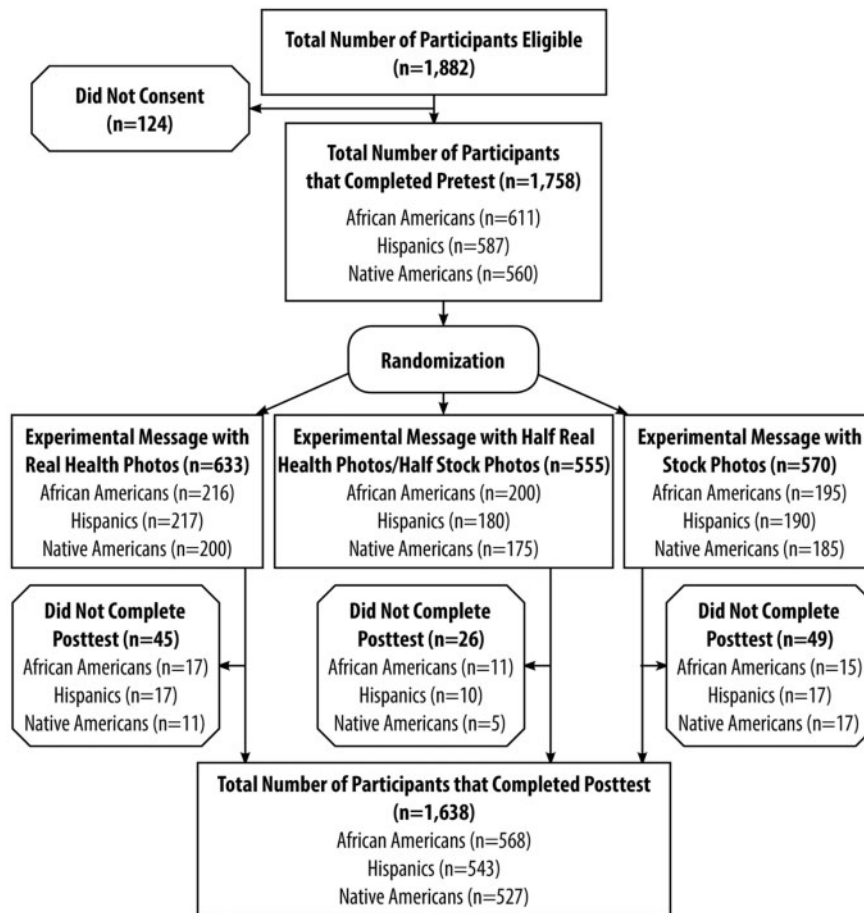 Total Number of Participants Eligible
(n=1,882)
Did Not Consent
(n=124)
Total Number of Participants
that Completed Pretest (n=1,758)
African Americans (n=611)
Hispanics (n=587)
Native Americans (n=560)
Randomization
Experimental Message with
Real Health Photos (n=633)
African Americans (n=216)
Hispanics (n=217)
Native Americans (n=200)
Experimental Message with Half Real
Health Photos/Half Stock Photos (n=555)
African Americans (n=200)
Hispanics (n=180)
Native Americans (n=175)
Experimental Message with
Stock Photos (n=570)
African Americans (n=195)
Hispanics (n=190)
Native Americans (n=185)
Did Not Complete
Posttest (n=45)
African Americans (n=17)
Hispanics (n=17)
Native Americans (n=11)
Did Not Complete
Posttest (n=26)
African Americans (n=11)
Hispanics (n=10)
Native Americans (n=5)
Did Not Complete
Posttest (n=49)
African Americans (n=15)
Hispanics (n=17)
Native Americans (n=17)
Total Number of Participants that Completed Posttest
(n=1,638)
African Americans (n=568)
Hispanics (n=543)
Native Americans (n=527)